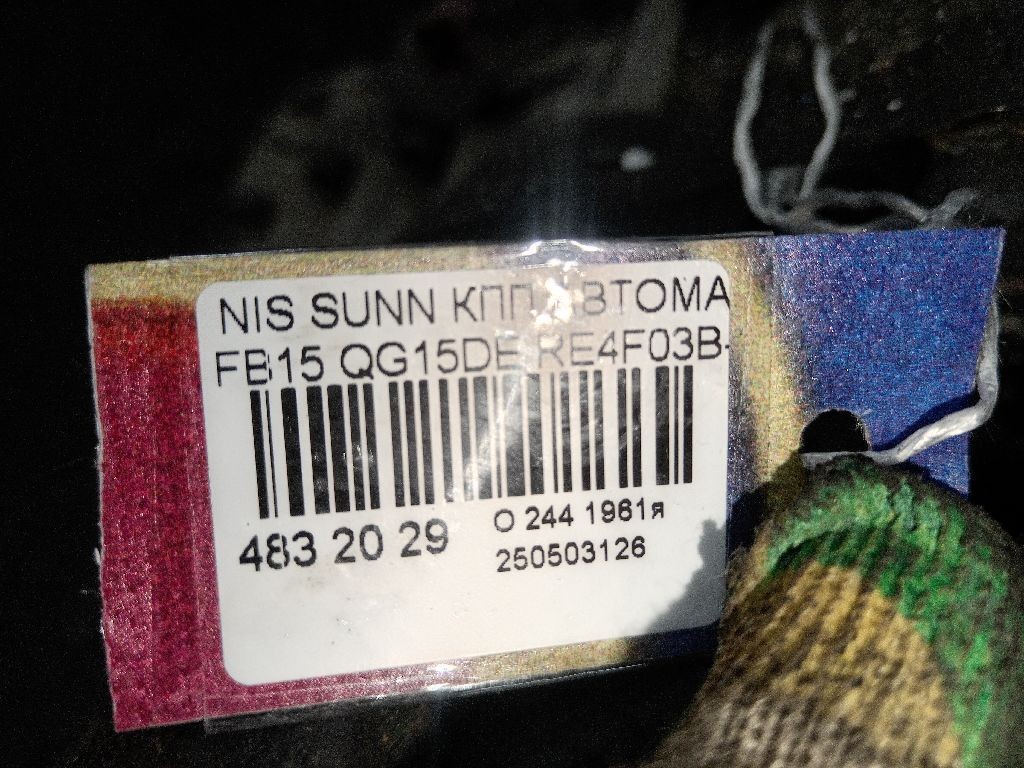 NIS SUNN КПП АВТОМА
FB15 QG15DE RE4F03B-
483 20 29
O 244 1961я
250503126